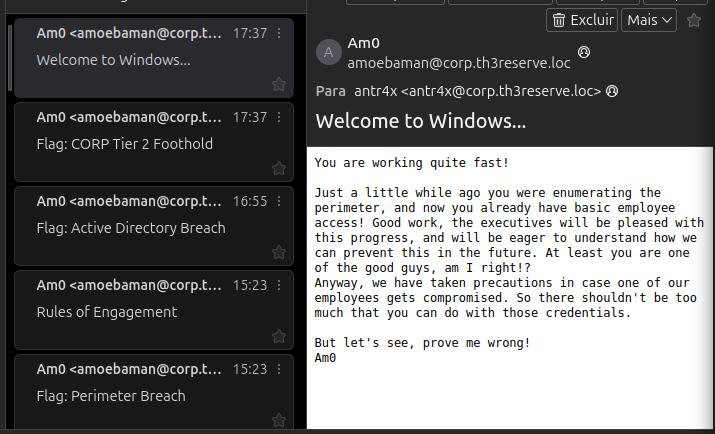 Am0 <amoebaman@corp.t... 17:37
Welcome to Windows...
Am0 <amoebaman@corp.t... 17:37
Flag: CORP Tier 2 Foothold
Am0 <amoebaman@corp.t... 16:55
Flag: Active Directory Breach
Am0 <amoebaman@corp.t... 15:23
Rules of Engagement
Am0 <amoebaman@corp.t... 15:23
Flag: Perimeter Breach
Excluir Mais
A
Am0
amoebaman@corp.th3reserve.loc
Para antr4x <antr4x@corp.th3reserve.loc>
Welcome to Windows...
You are working quite fast!
Just a little while ago you were enumerating the
perimeter, and now you already have basic employee
access! Good work, the executives will be pleased with
this progress, and will be eager to understand how we
can prevent this in the future. At least you are one
of the good guys, am I right!?
Anyway, we have taken precautions in case one of our
employees gets compromised. So there shouldn't be too
much that you can do with those credentials.
But let's see, prove me wrong!
Am0